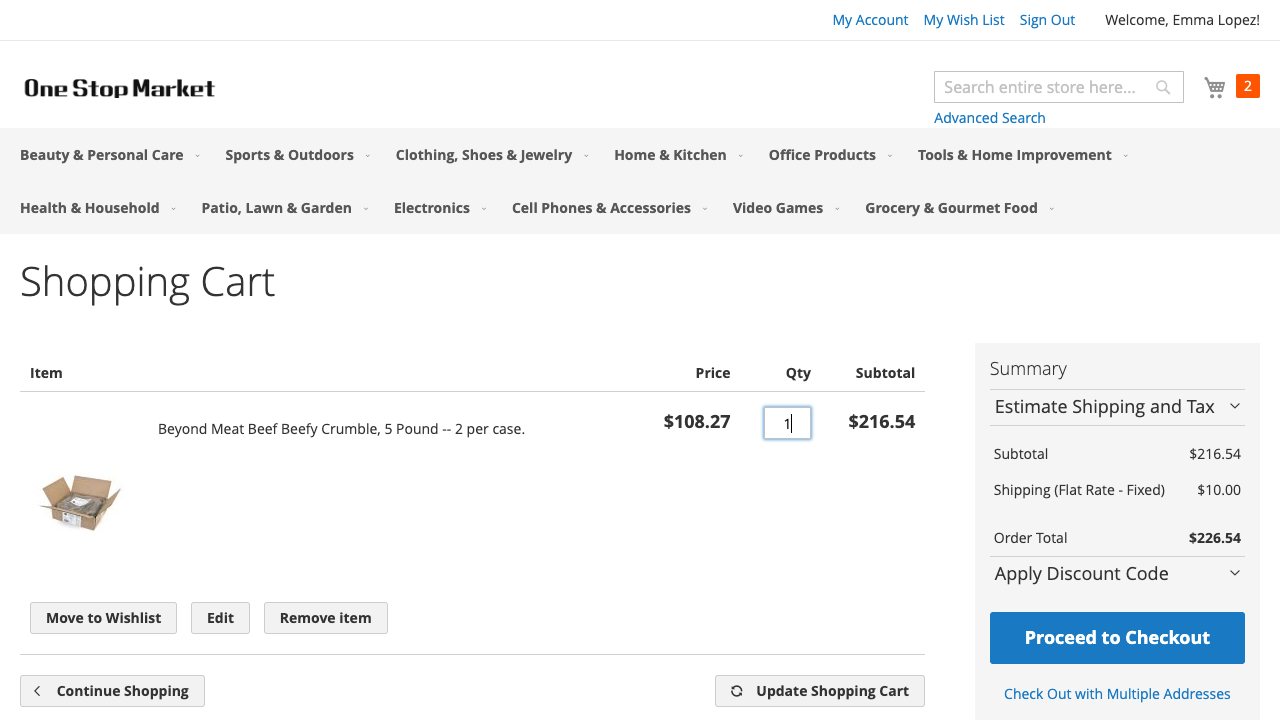 My Account My Wish List Sign Out Welcome, Emma Lopez!
One Stop Market
Search entire store here...
2
Advanced Search
Beauty & Personal Care Sports & Outdoors Clothing, Shoes & Jewelry Home & Kitchen Office Products Tools & Home Improvement
Health & Household Patio, Lawn & Garden Electronics Cell Phones & Accessories Video Games Grocery & Gourmet Food
Shopping Cart
Item Price Qty Subtotal
Beyond Meat Beef Beefy Crumble, 5 Pound -- 2 per case. $108.27 1 $216.54
Move to Wishlist Edit Remove item
Continue Shopping Update Shopping Cart
Summary
Estimate Shipping and Tax
Subtotal $216.54
Shipping (Flat Rate - Fixed) $10.00
Order Total $226.54
Apply Discount Code
Proceed to Checkout
Check Out with Multiple Addresses